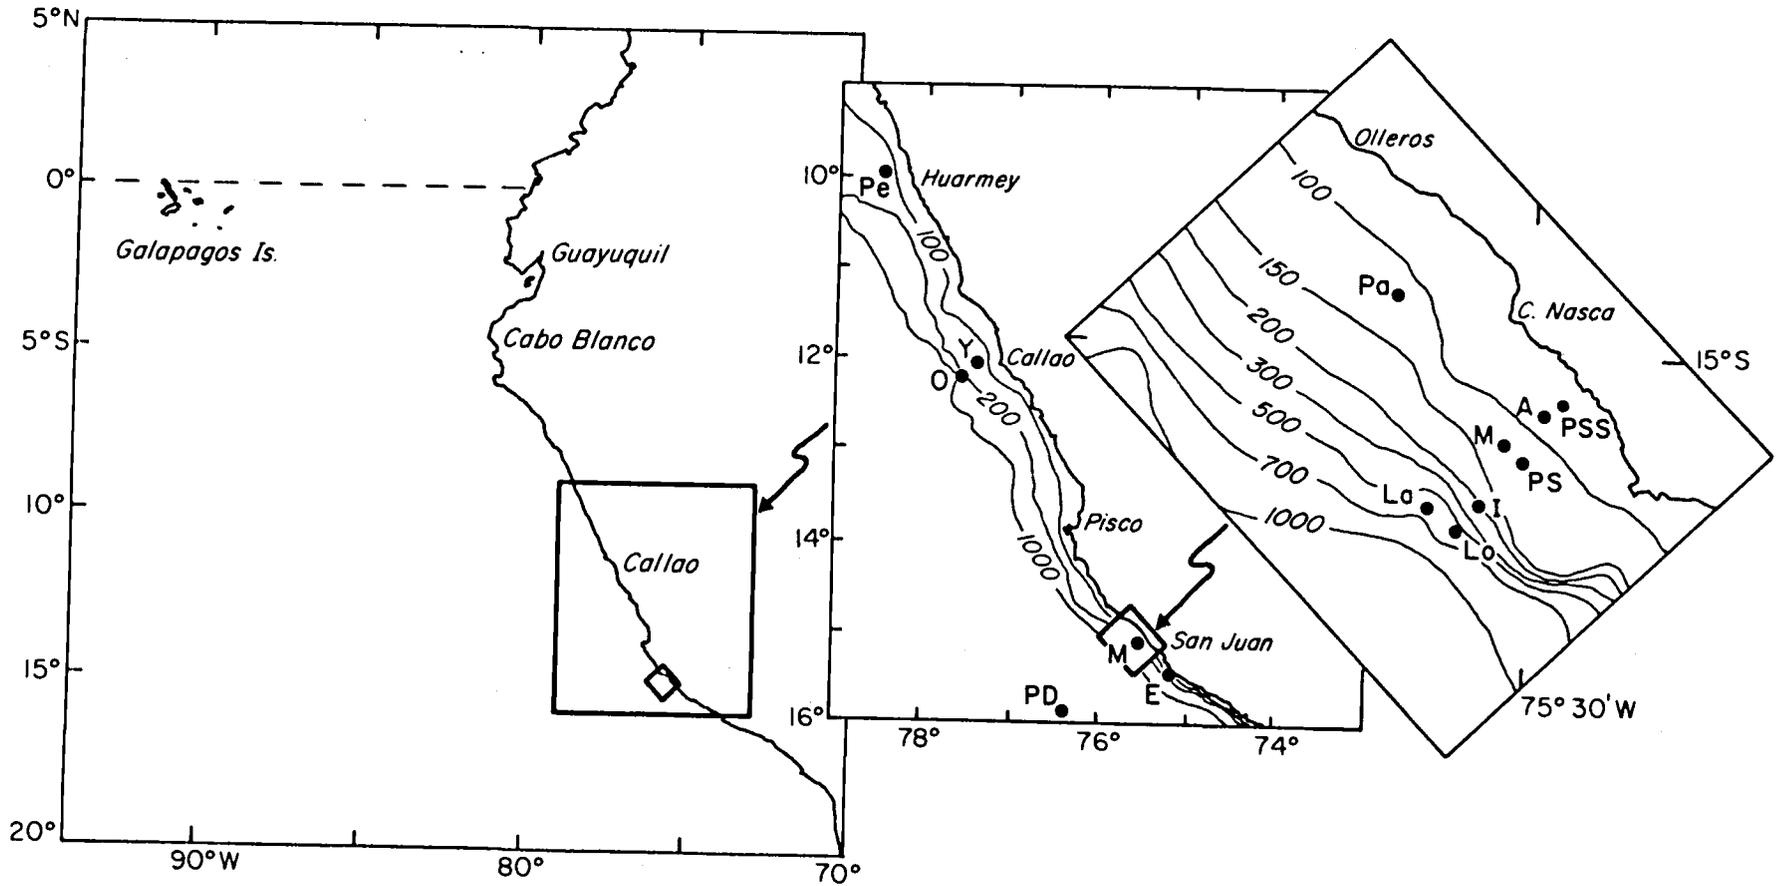 5°N
0°
Galapagos Is.
Guayuquil
5°S
Cabo Blanco
10°
Callao
15°
20°
90°W
80°
70°
10°
Pe
Huarmey
100
12°
Y
Callao
O
200
14°
Pisco
1000
M
San Juan
E
PD
16°
78°
76°
74°
Olleros
100
150
Pa
C. Nasca
200
15°S
300
A
PSS
500
M
PS
700
La
I
1000
Lo
75° 30'W